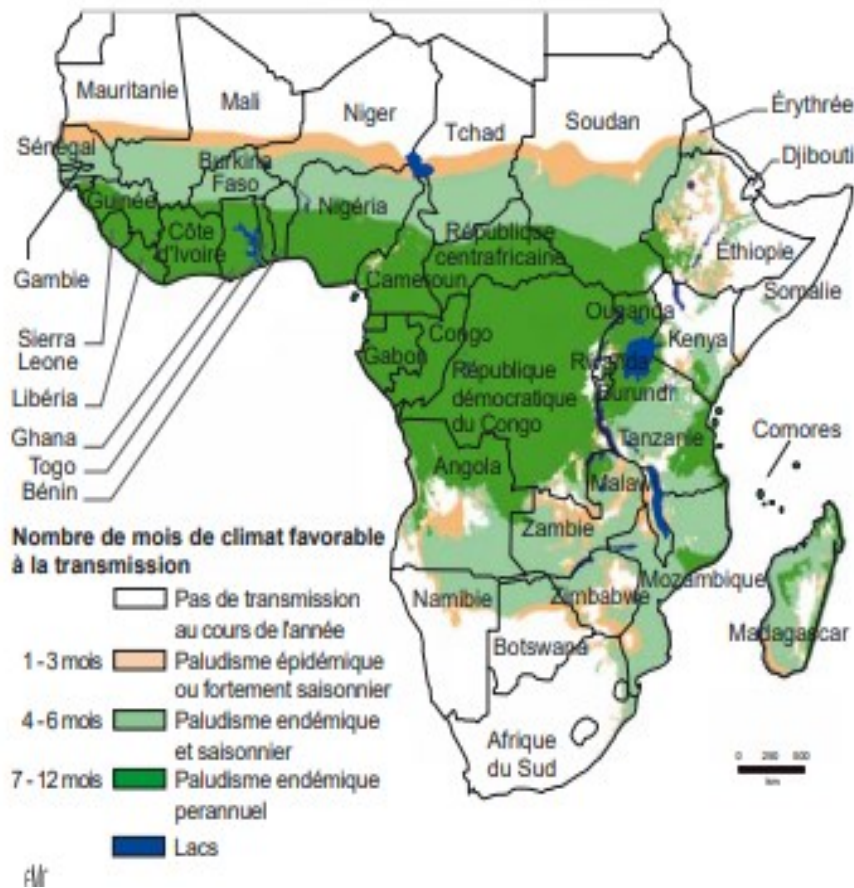 Mauritanie
Mali
Niger
Tchad
Soudan
Érythrée
Djibouti
Sénégal
Burkina
Faso
Guinée
Nigéria
Côte
d'Ivoire
République
centrafricaine
Éthiopie
Gambie
Cameroun
Somalie
Sierra
Leone
Ouganda
Congo
Kenya
Gabon
Rwanda
République
démocratique
du Congo
Burundi
Libéria
Ghana
Togo
Bénin
Tanzanie
Comores
Angola
Malawi
Zambie
Nombre de mois de climat favorable
à la transmission
Mozambique
Namibie
Zimbabwe
Madagascar
Botswana
Afrique
du Sud
Pas de transmission
au cours de l'année
1 - 3 mois Paludisme épidémique
ou fortement saisonnier
4 - 6 mois Paludisme endémique
et saisonnier
7 - 12 mois Paludisme endémique
perannuel
Lacs
0
km